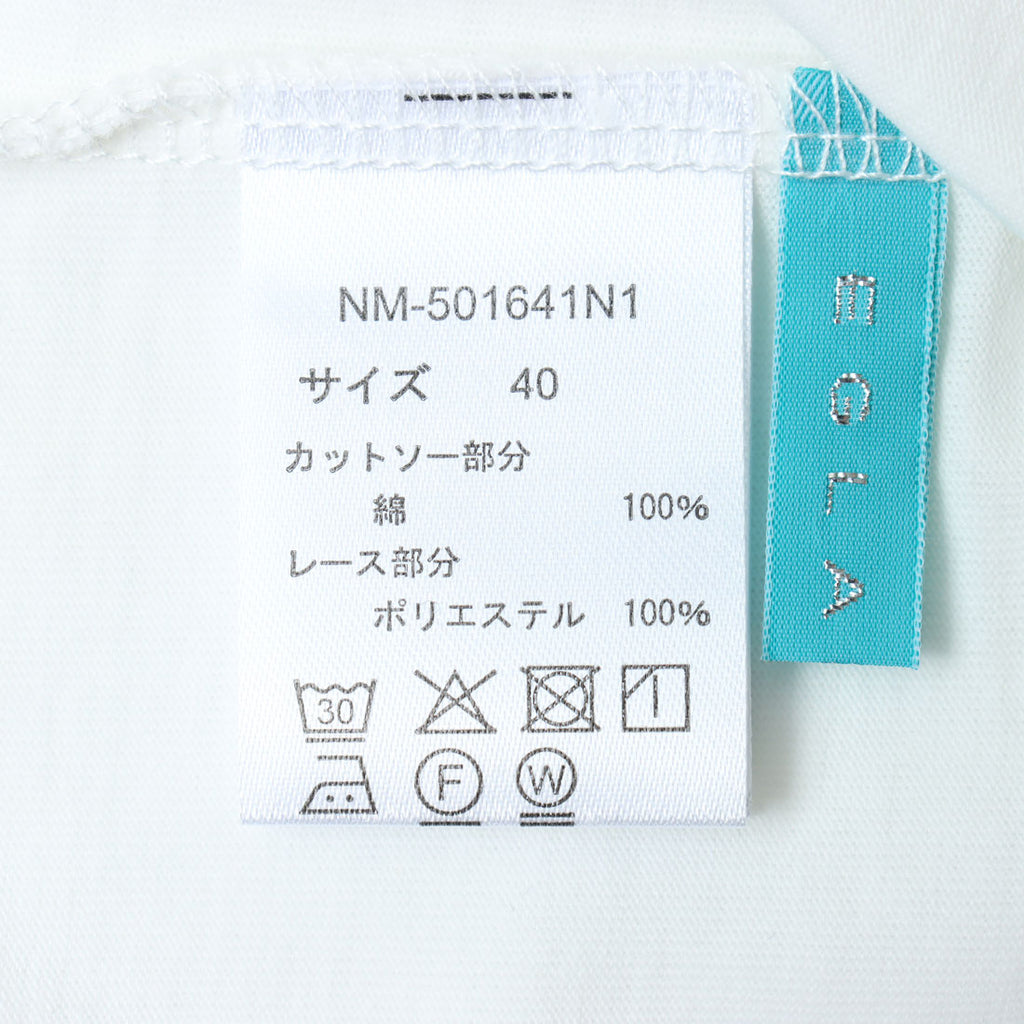 NM-501641N1
サイズ 40
カットソー部分
綿 100%
レース部分
ポリエステル 100%
30
F
W
EGLA